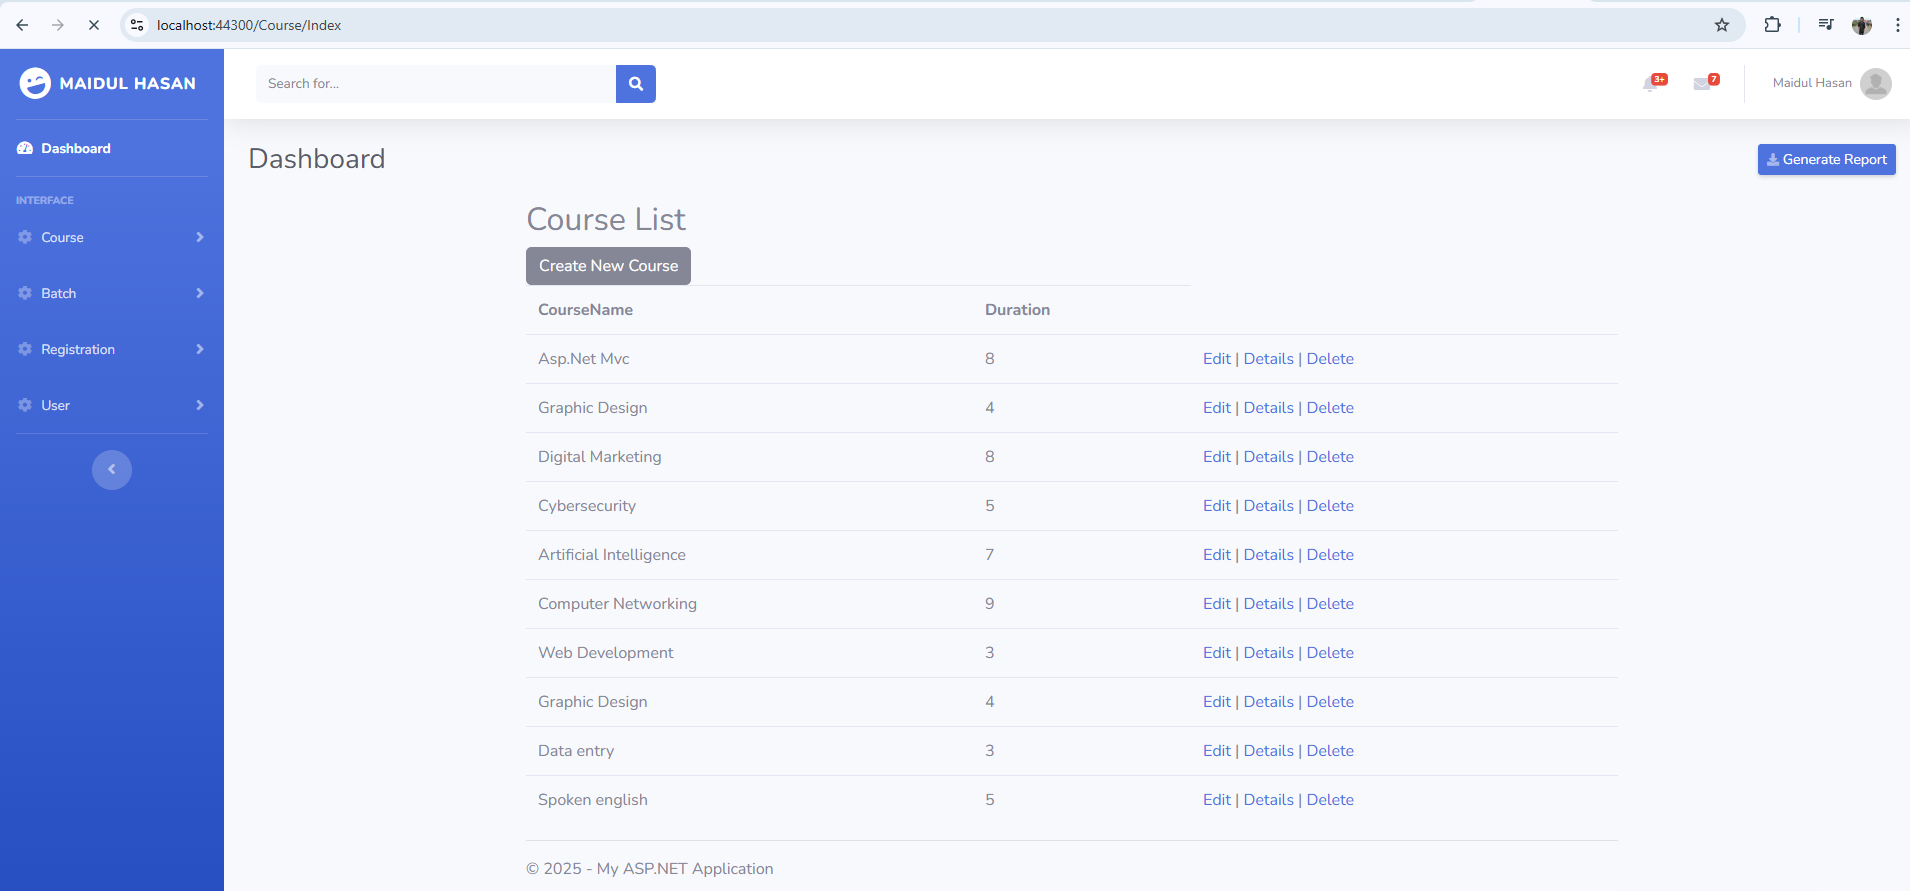 localhost:44300/Course/Index
MAIDUL HASAN
Search for...
3+
7
Maidul Hasan
Dashboard
Dashboard
Generate Report
INTERFACE
Course
Batch
Registration
User
Course List
Create New Course
CourseName Duration
Asp.Net Mvc 8 Edit | Details | Delete
Graphic Design 4 Edit | Details | Delete
Digital Marketing 8 Edit | Details | Delete
Cybersecurity 5 Edit | Details | Delete
Artificial Intelligence 7 Edit | Details | Delete
Computer Networking 9 Edit | Details | Delete
Web Development 3 Edit | Details | Delete
Graphic Design 4 Edit | Details | Delete
Data entry 3 Edit | Details | Delete
Spoken english 5 Edit | Details | Delete
© 2025 - My ASP.NET Application